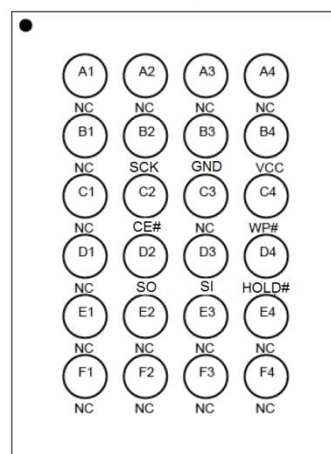 A1 A2 A3 A4
NC NC NC NC
B1 B2 B3 B4
NC SCK GND VCC
C1 C2 C3 C4
NC CE# NC WP#
D1 D2 D3 D4
NC SO SI HOLD#
E1 E2 E3 E4
NC NC NC NC
F1 F2 F3 F4
NC NC NC NC